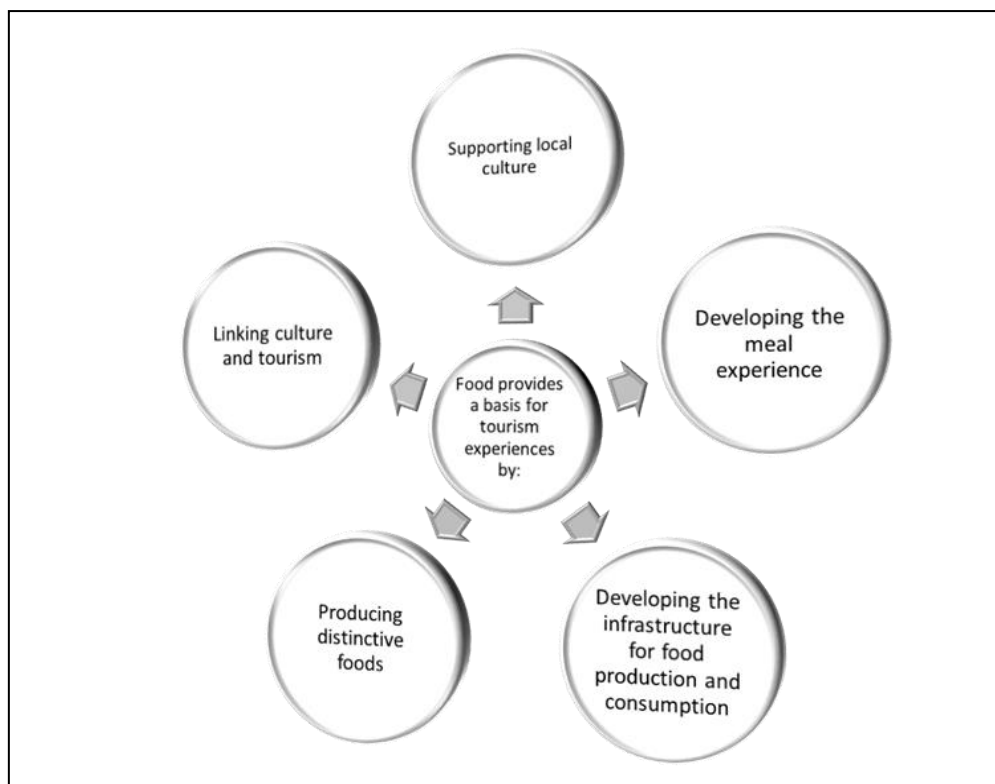 Supporting local
culture
Linking culture
and tourism
Developing the
meal
experience
Food provides
a basis for
tourism
experiences
by:
Producing
distinctive
foods
Developing the
infrastructure
for food
production and
consumption